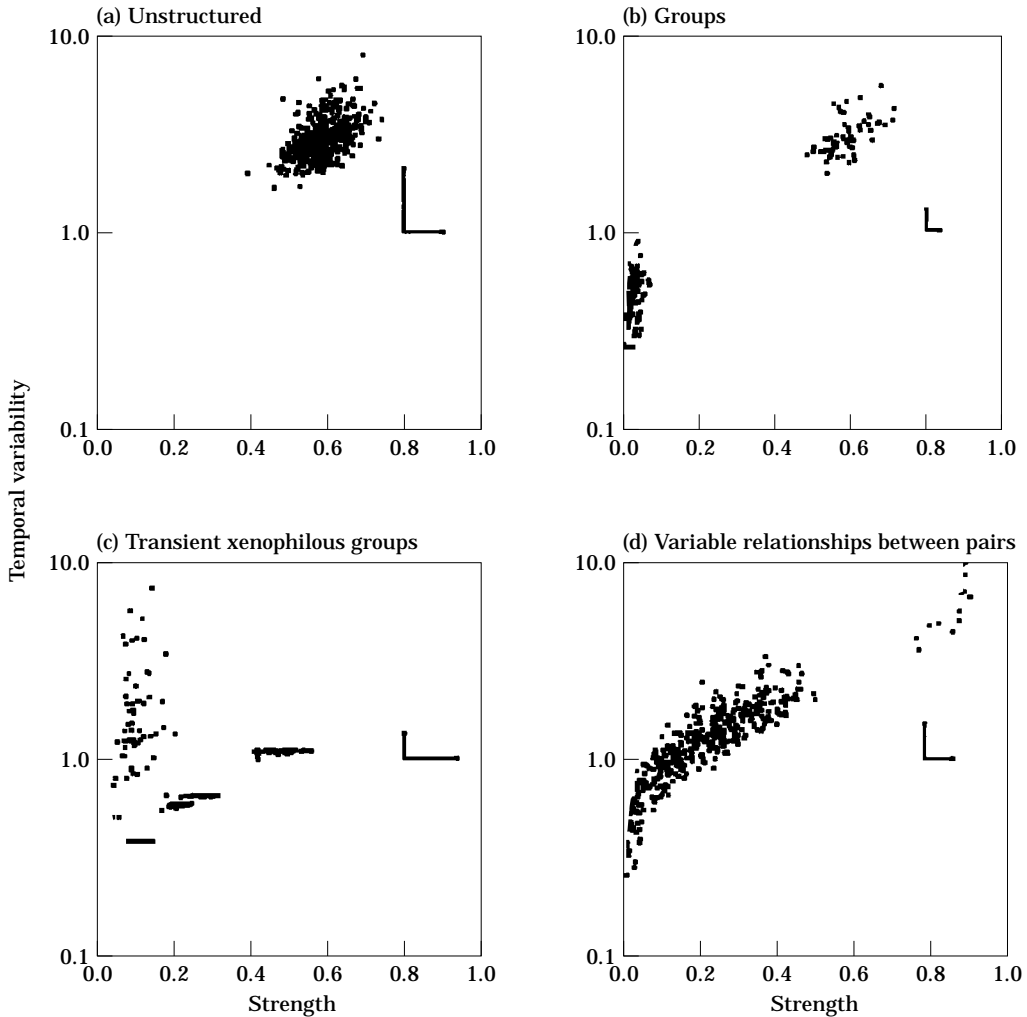 (a) Unstructured
10.0
1.0
0.1
0.0 0.2 0.4 0.6 0.8 1.0
(b) Groups
10.0
1.0
0.1
0.0 0.2 0.4 0.6 0.8 1.0
Temporal variability
(c) Transient xenophilous groups
10.0
1.0
0.1
0.0 0.2 0.4 0.6 0.8 1.0
Strength
(d) Variable relationships between pairs
10.0
1.0
0.1
0.0 0.2 0.4 0.6 0.8 1.0
Strength